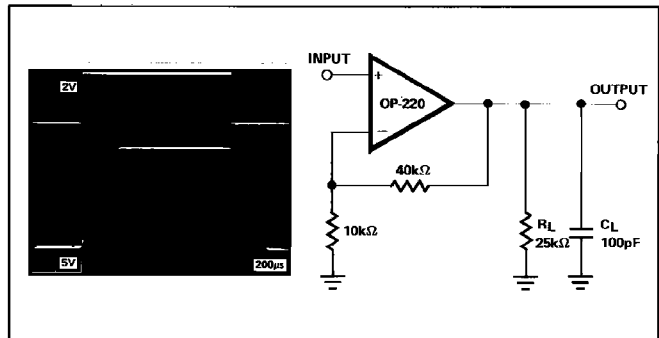 2V
5V
200μs
INPUT
+
OP-220
−
OUTPUT
40kΩ
10kΩ
RL
25kΩ
CL
100pF